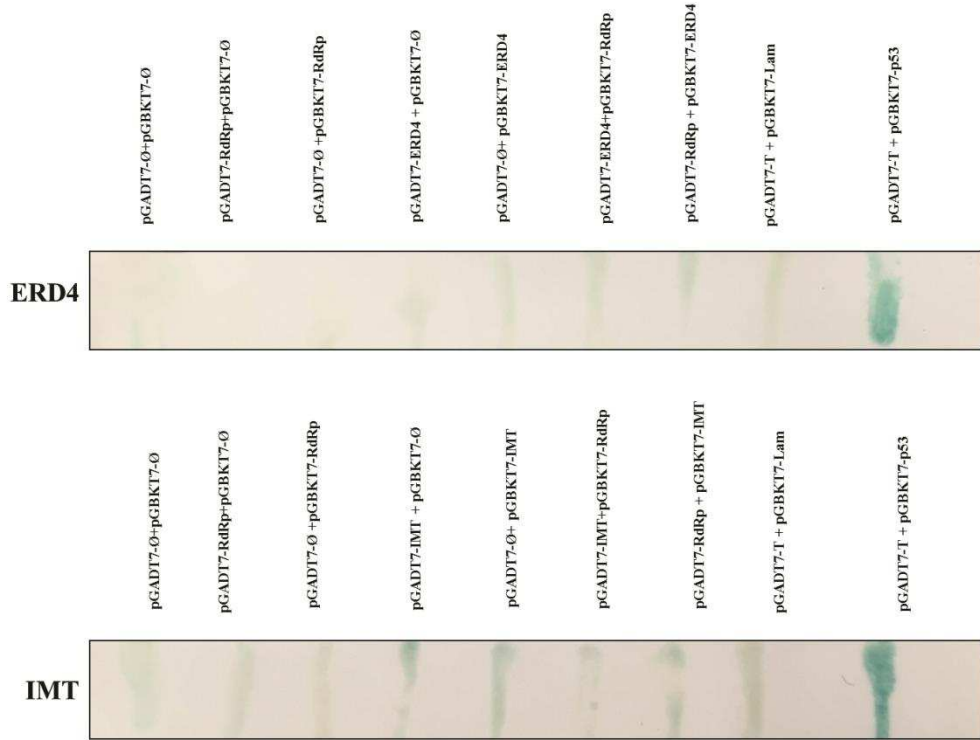 pGADT7-Ø+pGBKT7-Ø
pGADT7-RdRp+pGBKT7-Ø
pGADT7-Ø +pGBKT7-RdRp
pGADT7-ERD4 + pGBKT7-Ø
pGADT7-Ø+ pGBKT7-ERD4
pGADT7-ERD4+pGBKT7-RdRp
pGADT7-RdRp + pGBKT7-ERD4
pGADT7-T + pGBKT7-Lam
pGADT7-T + pGBKT7-p53
ERD4
pGADT7-Ø+pGBKT7-Ø
pGADT7-RdRp+pGBKT7-Ø
pGADT7-Ø +pGBKT7-RdRp
pGADT7-IMT + pGBKT7-Ø
pGADT7-Ø+ pGBKT7-IMT
pGADT7-IMT+pGBKT7-RdRp
pGADT7-RdRp + pGBKT7-IMT
pGADT7-T + pGBKT7-Lam
pGADT7-T + pGBKT7-p53
IMT